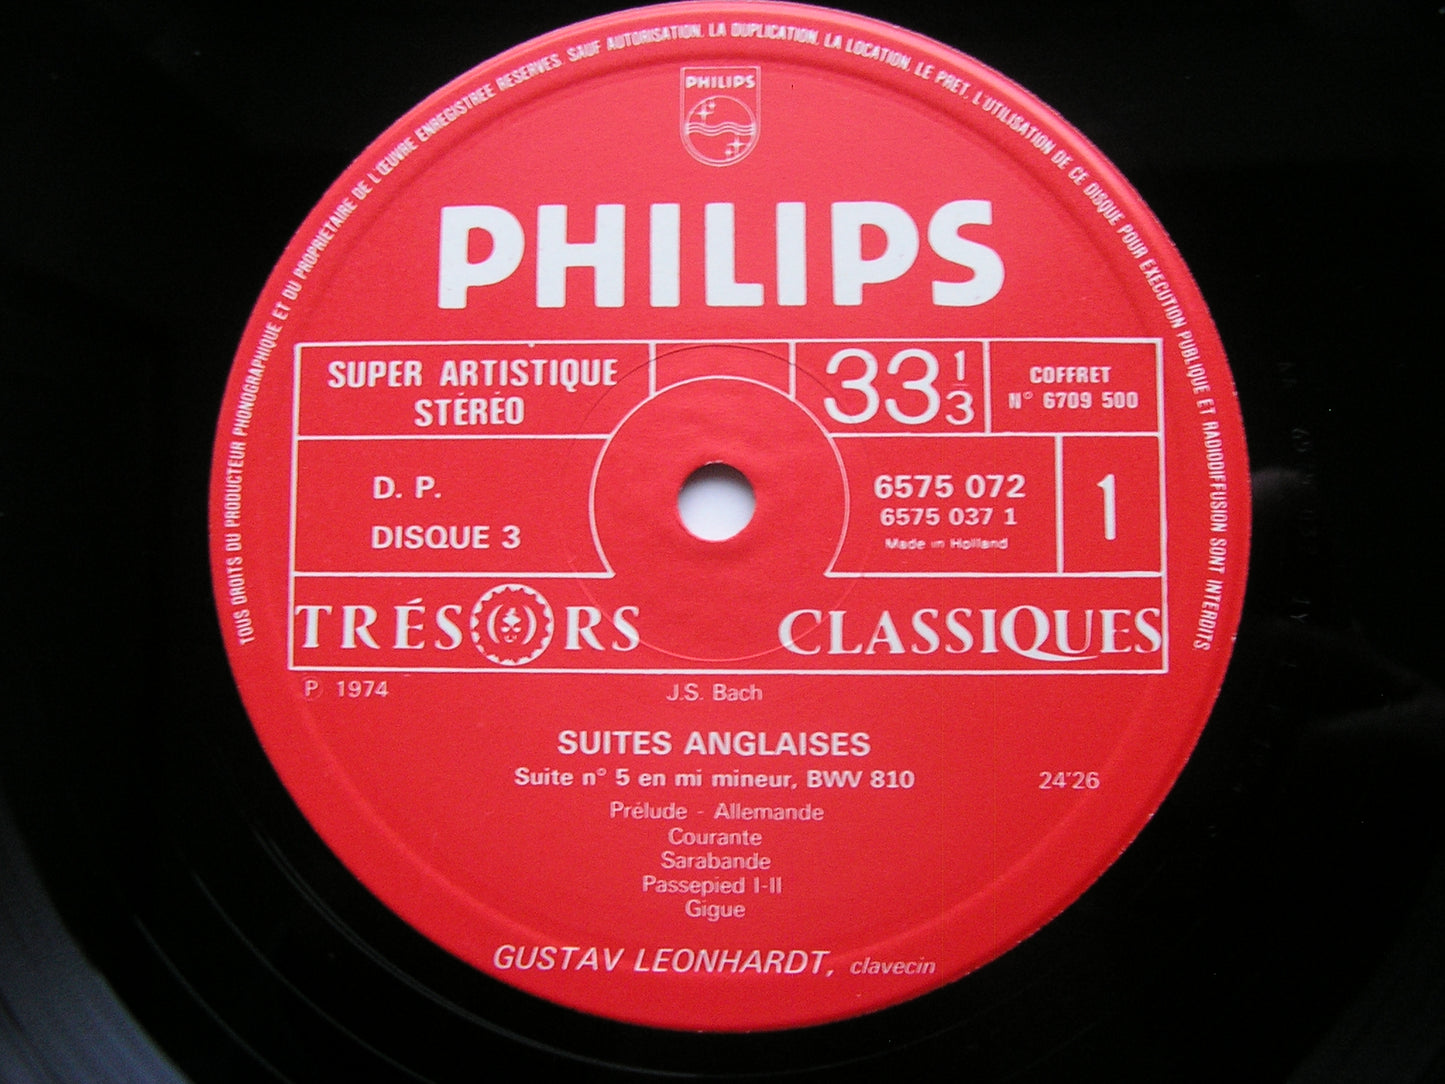 TOUS DROITS DU PRODUCTEUR PHONOGRAPHIQUE ET DU PROPRIETAIRE DE L'ŒUVRE ENREGISTREE RESERVES. SAUF AUTORISATION, LA DUPLICATION, LA LOCATION, LE PRET, L'UTILISATION DE CE DISQUE POUR EXECUTION PUBLIQUE ET RADIODIFFUSION SONT INTERDITS
PHILIPS
PHILIPS
SUPER ARTISTIQUE
STÉRÉO
33 1/3
COFFRET
N° 6709 500
D. P.
DISQUE 3
6575 072
6575 037 1
Made in Holland
1
TRÉSORS CLASSIQUES
P 1974
J.S. Bach
SUITES ANGLAISES
Suite n° 5 en mi mineur, BWV 810 24'26
Prélude - Allemande
Courante
Sarabande
Passepied I-II
Gigue
GUSTAV LEONHARDT, clavecin